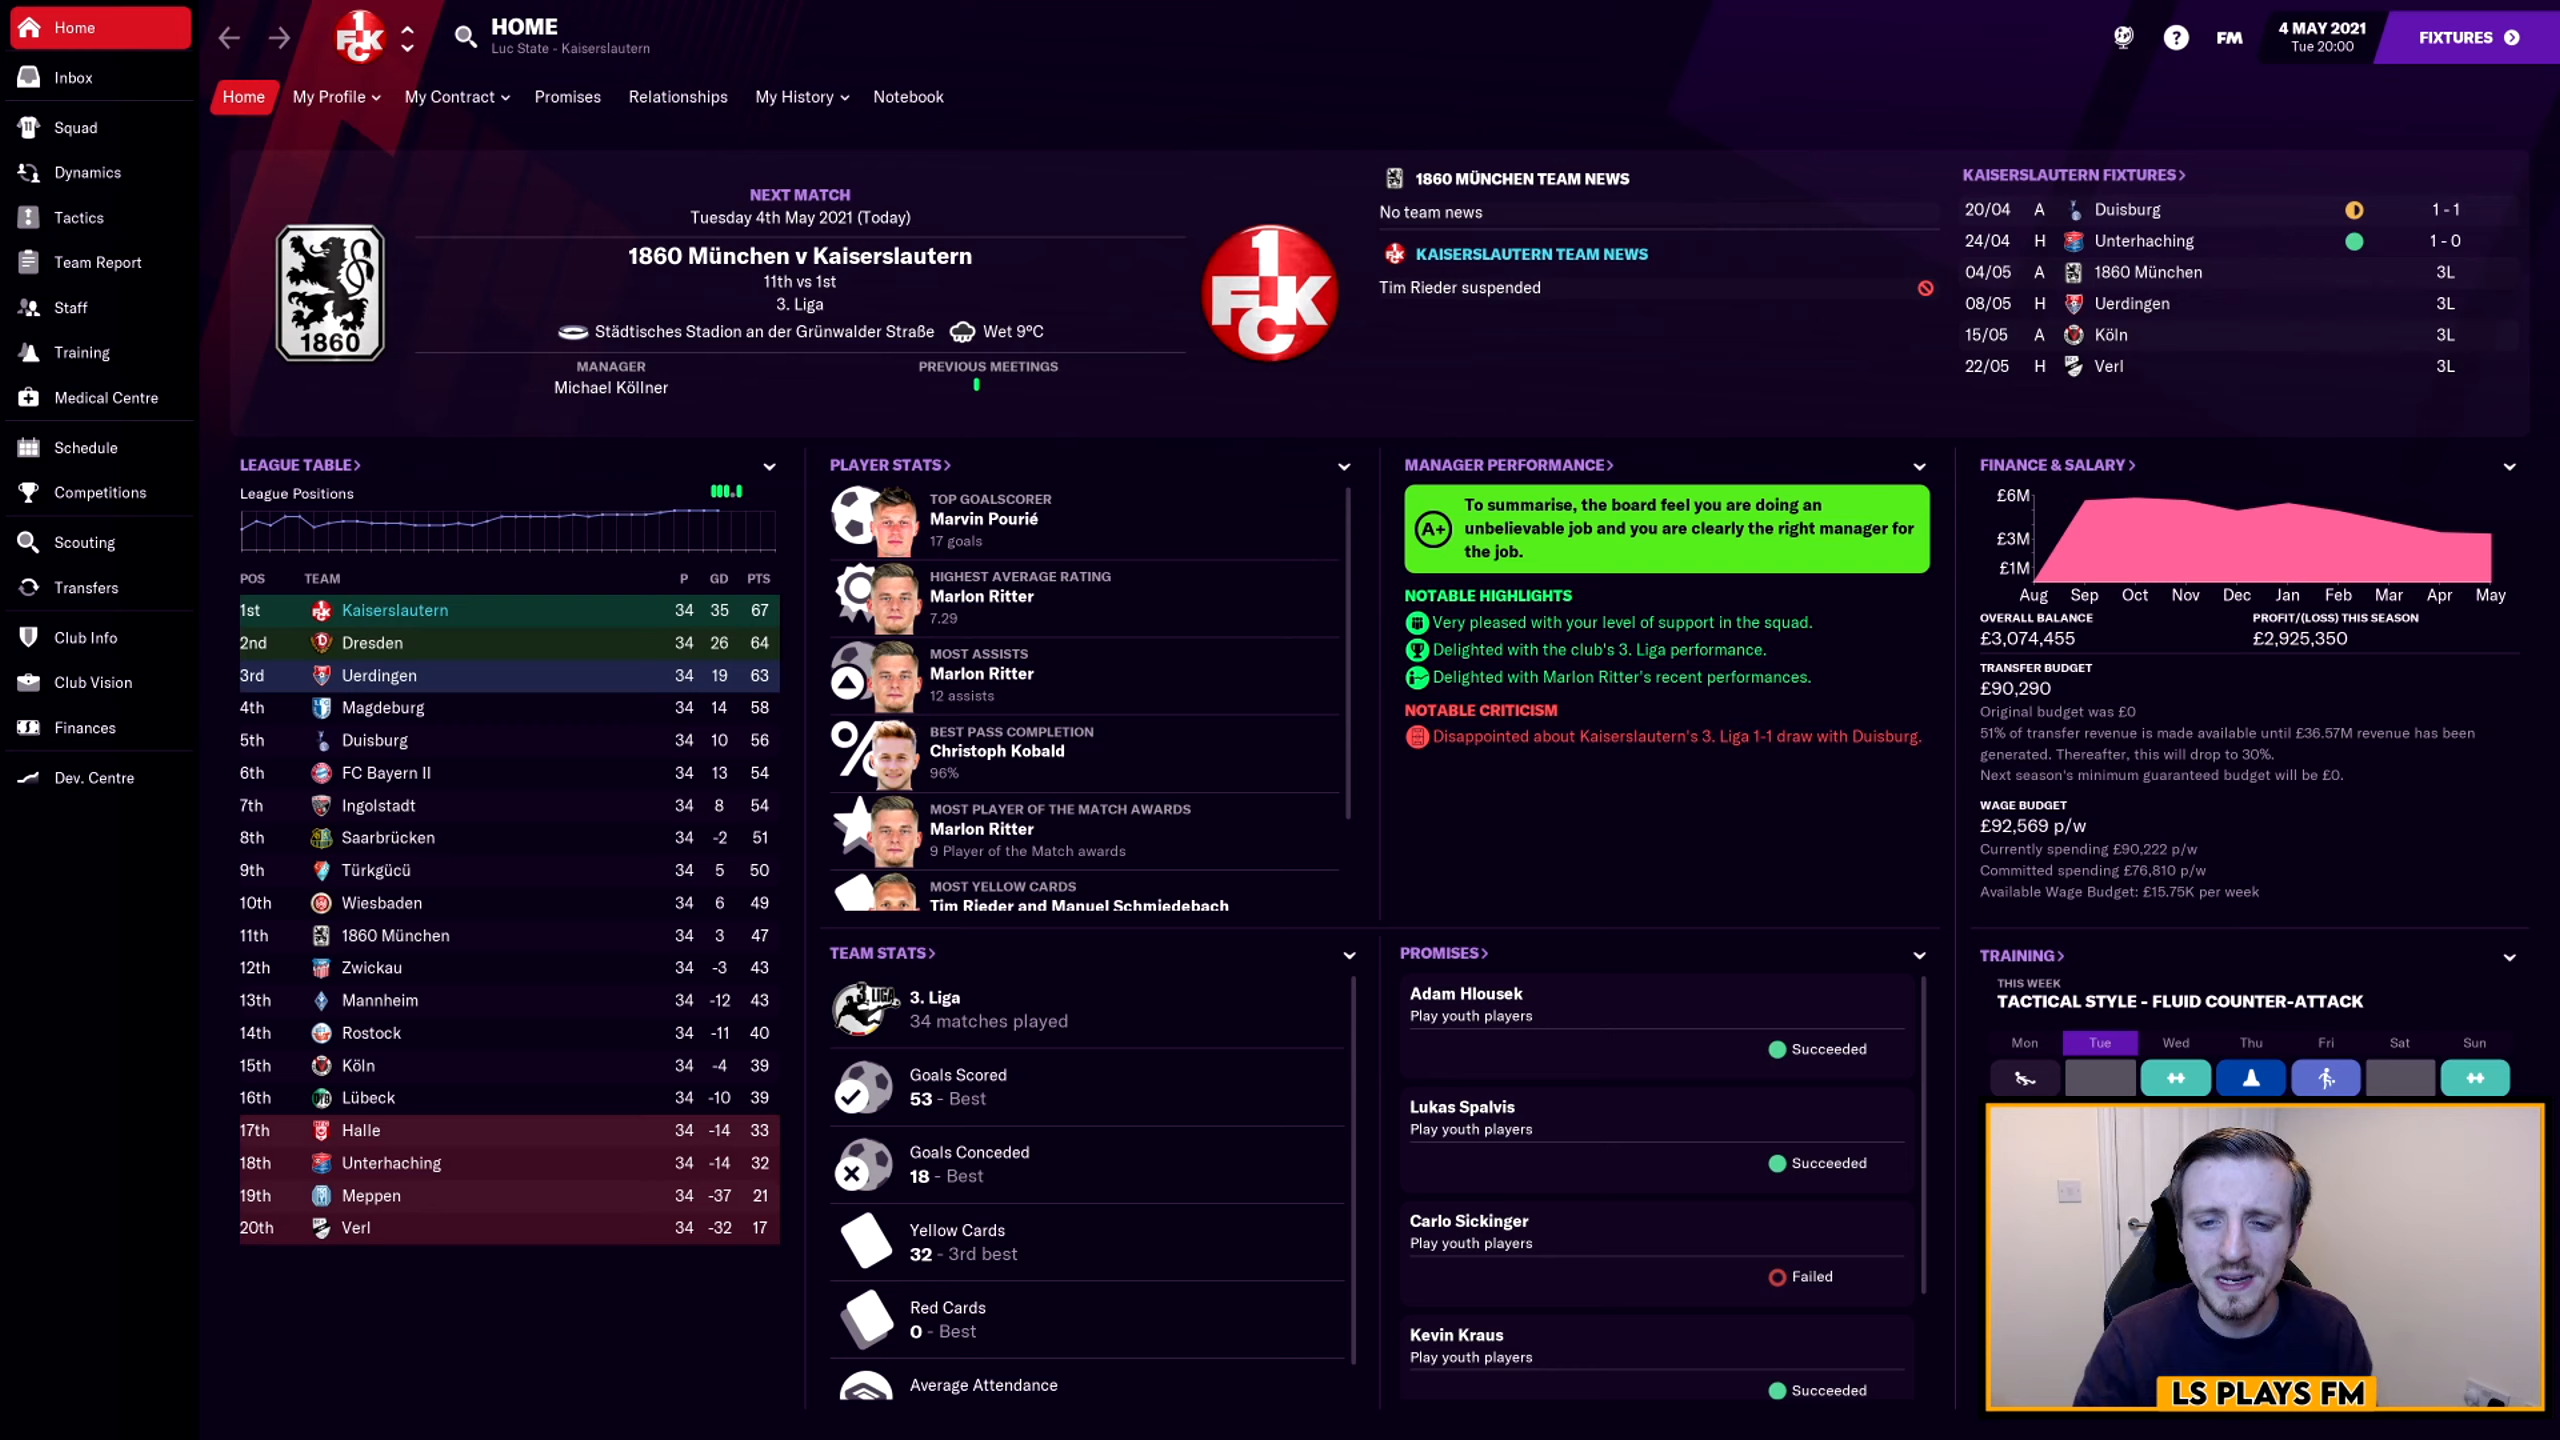 Home
Inbox
Squad
Dynamics
Tactics
Team Report
Staff
Training
Medical Centre
Schedule
Competitions
Scouting
Transfers
Club Info
Club Vision
Finances
Dev. Centre
HOME
Luc State - Kaiserslautern
FM
4 MAY 2021
Tue 20:00
FIXTURES
Home My Profile My Contract Promises Relationships My History Notebook
NEXT MATCH
Tuesday 4th May 2021 (Today)
1860 München v Kaiserslautern
11th vs 1st
3. Liga
Städtisches Stadion an der Grünwalder Straße Wet 9°C
MANAGER
Michael Köllner
PREVIOUS MEETINGS
1860
1
FCK
1860 MÜNCHEN TEAM NEWS
No team news
KAISERSLAUTERN TEAM NEWS
Tim Rieder suspended
KAISERSLAUTERN FIXTURES>
20/04 A Duisburg 1 - 1
24/04 H Unterhaching 1 - 0
04/05 A 1860 München 3L
08/05 H Uerdingen 3L
15/05 A Köln 3L
22/05 H Verl 3L
LEAGUE TABLE>
League Positions
POS TEAM P GD PTS
1st Kaiserslautern 34 35 67
2nd Dresden 34 26 64
3rd Uerdingen 34 19 63
4th Magdeburg 34 14 58
5th Duisburg 34 10 56
6th FC Bayern II 34 13 54
7th Ingolstadt 34 8 54
8th Saarbrücken 34 -2 51
9th Türkgücü 34 5 50
10th Wiesbaden 34 6 49
11th 1860 München 34 3 47
12th Zwickau 34 -3 43
13th Mannheim 34 -12 43
14th Rostock 34 -11 40
15th Köln 34 -4 39
16th Lübeck 34 -10 39
17th Halle 34 -14 33
18th Unterhaching 34 -14 32
19th Meppen 34 -37 21
20th Verl 34 -32 17
PLAYER STATS>
TOP GOALSCORER
Marvin Pourié
17 goals
HIGHEST AVERAGE RATING
Marlon Ritter
7.29
MOST ASSISTS
Marlon Ritter
12 assists
BEST PASS COMPLETION
Christoph Kobald
96%
MOST PLAYER OF THE MATCH AWARDS
Marlon Ritter
9 Player of the Match awards
MOST YELLOW CARDS
Tim Rieder and Manuel Schmiedebach
TEAM STATS>
3. Liga
34 matches played
Goals Scored
53 - Best
Goals Conceded
18 - Best
Yellow Cards
32 - 3rd best
Red Cards
0 - Best
Average Attendance
MANAGER PERFORMANCE>
A+
To summarise, the board feel you are doing an
unbelievable job and you are clearly the right manager for
the job.
NOTABLE HIGHLIGHTS
Very pleased with your level of support in the squad.
Delighted with the club's 3. Liga performance.
Delighted with Marlon Ritter's recent performances.
NOTABLE CRITICISM
Disappointed about Kaiserslautern's 3. Liga 1-1 draw with Duisburg.
PROMISES>
Adam Hlousek
Play youth players
Succeeded
Lukas Spalvis
Play youth players
Succeeded
Carlo Sickinger
Play youth players
Failed
Kevin Kraus
Play youth players
Succeeded
FINANCE & SALARY>
£6M
£3M
£1M
Aug Sep Oct Nov Dec Jan Feb Mar Apr May
OVERALL BALANCE PROFIT/(LOSS) THIS SEASON
£3,074,455 £2,925,350
TRANSFER BUDGET
£90,290
Original budget was £0
51% of transfer revenue is made available until £36.57M revenue has been
generated. Thereafter, this will drop to 30%.
Next season's minimum guaranteed budget will be £0.
WAGE BUDGET
£92,569 p/w
Currently spending £90,222 p/w
Committed spending £76,810 p/w
Available Wage Budget: £15.75K per week
TRAINING>
THIS WEEK
TACTICAL STYLE - FLUID COUNTER-ATTACK
Mon Tue Wed Thu Fri Sat Sun
LS PLAYS FM